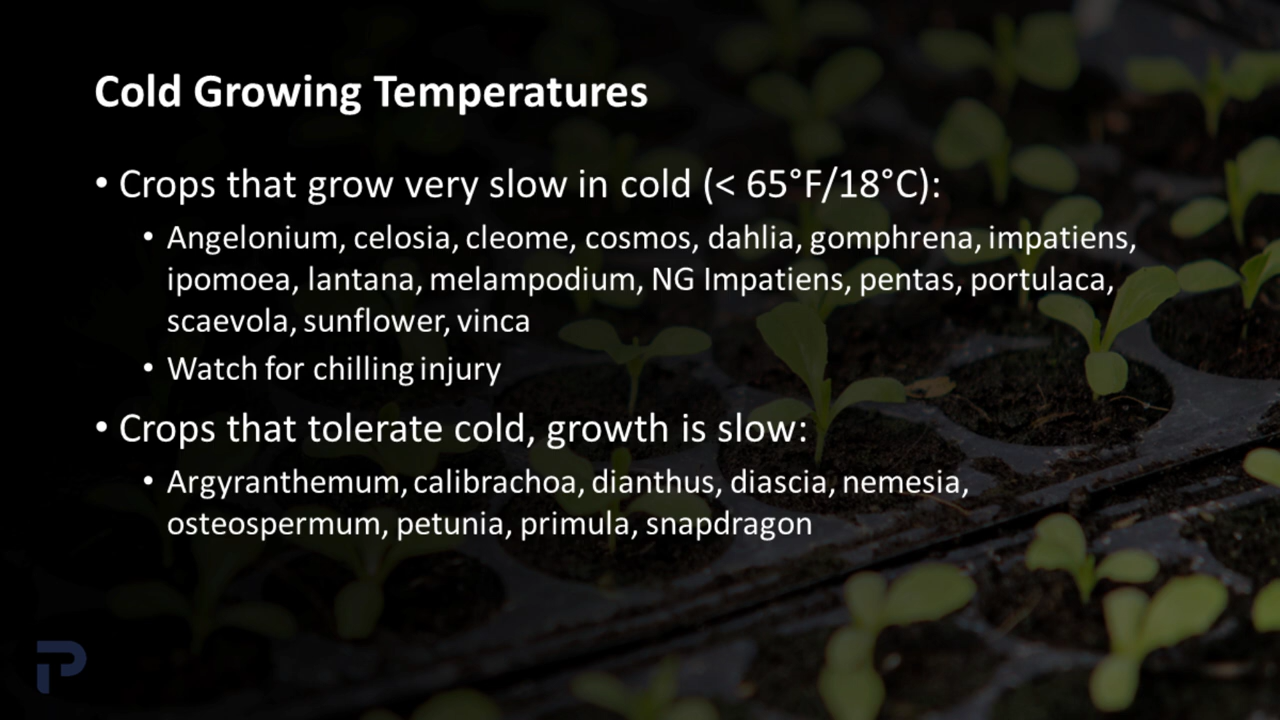 Cold Growing Temperatures
• Crops that grow very slow in cold (< 65°F/18°C):
• Angelonium, celosia, cleome, cosmos, dahlia, gomphrena, impatiens,
ipomoea, lantana, melampodium, NG Impatiens, pentas, portulaca,
scaevola, sunflower, vinca
• Watch for chilling injury
• Crops that tolerate cold, growth is slow:
• Argyranthemum, calibrachoa, dianthus, diascia, nemesia,
osteospermum, petunia, primula, snapdragon